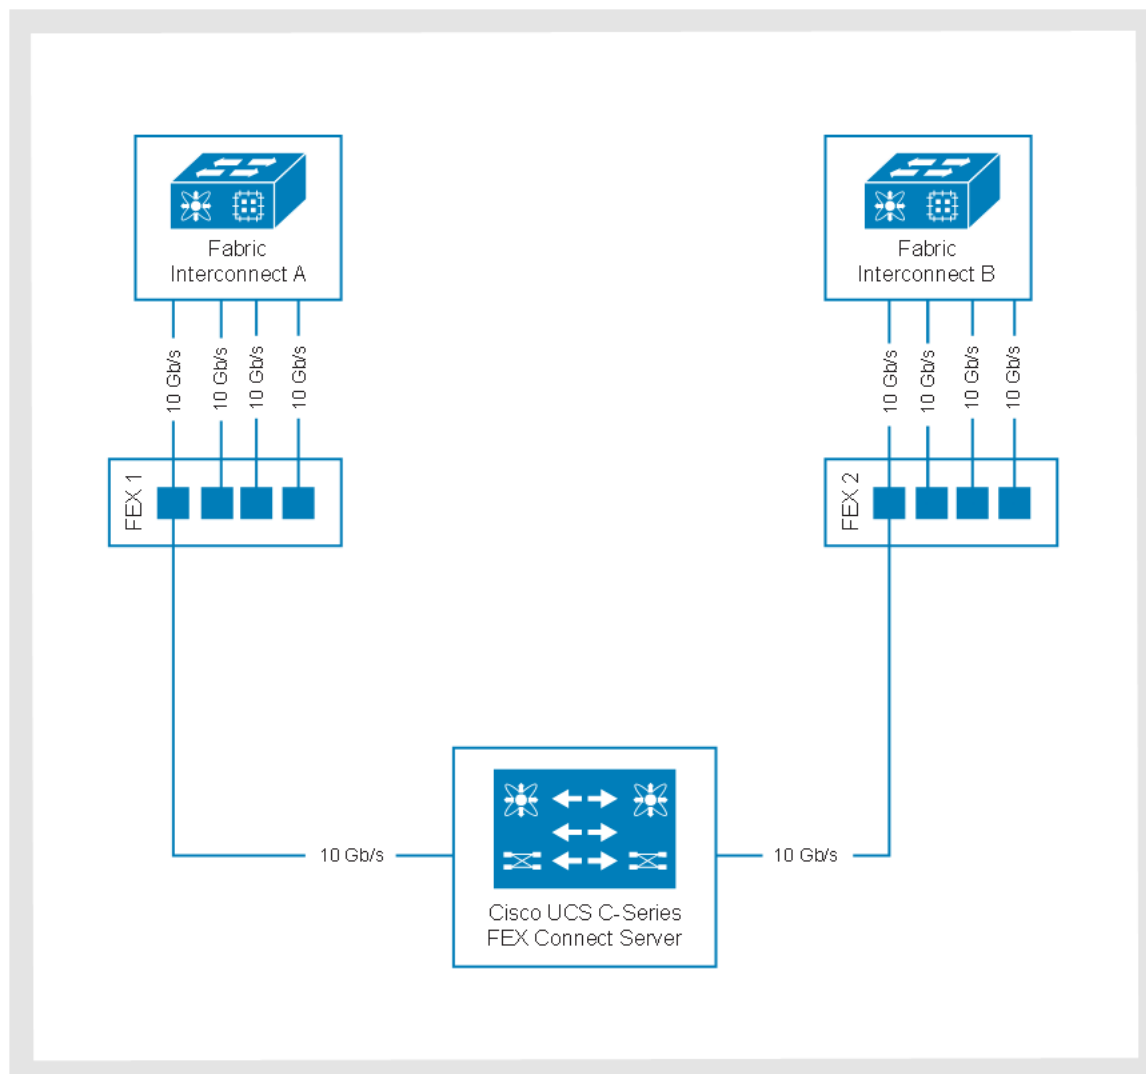 Fabric
Interconnect A
Fabric
Interconnect B
10 Gb/s
10 Gb/s
10 Gb/s
10 Gb/s
10 Gb/s
10 Gb/s
10 Gb/s
10 Gb/s
FEX 1
FEX 2
10 Gb/s
10 Gb/s
Cisco UCS C-Series
FEX Connect Server